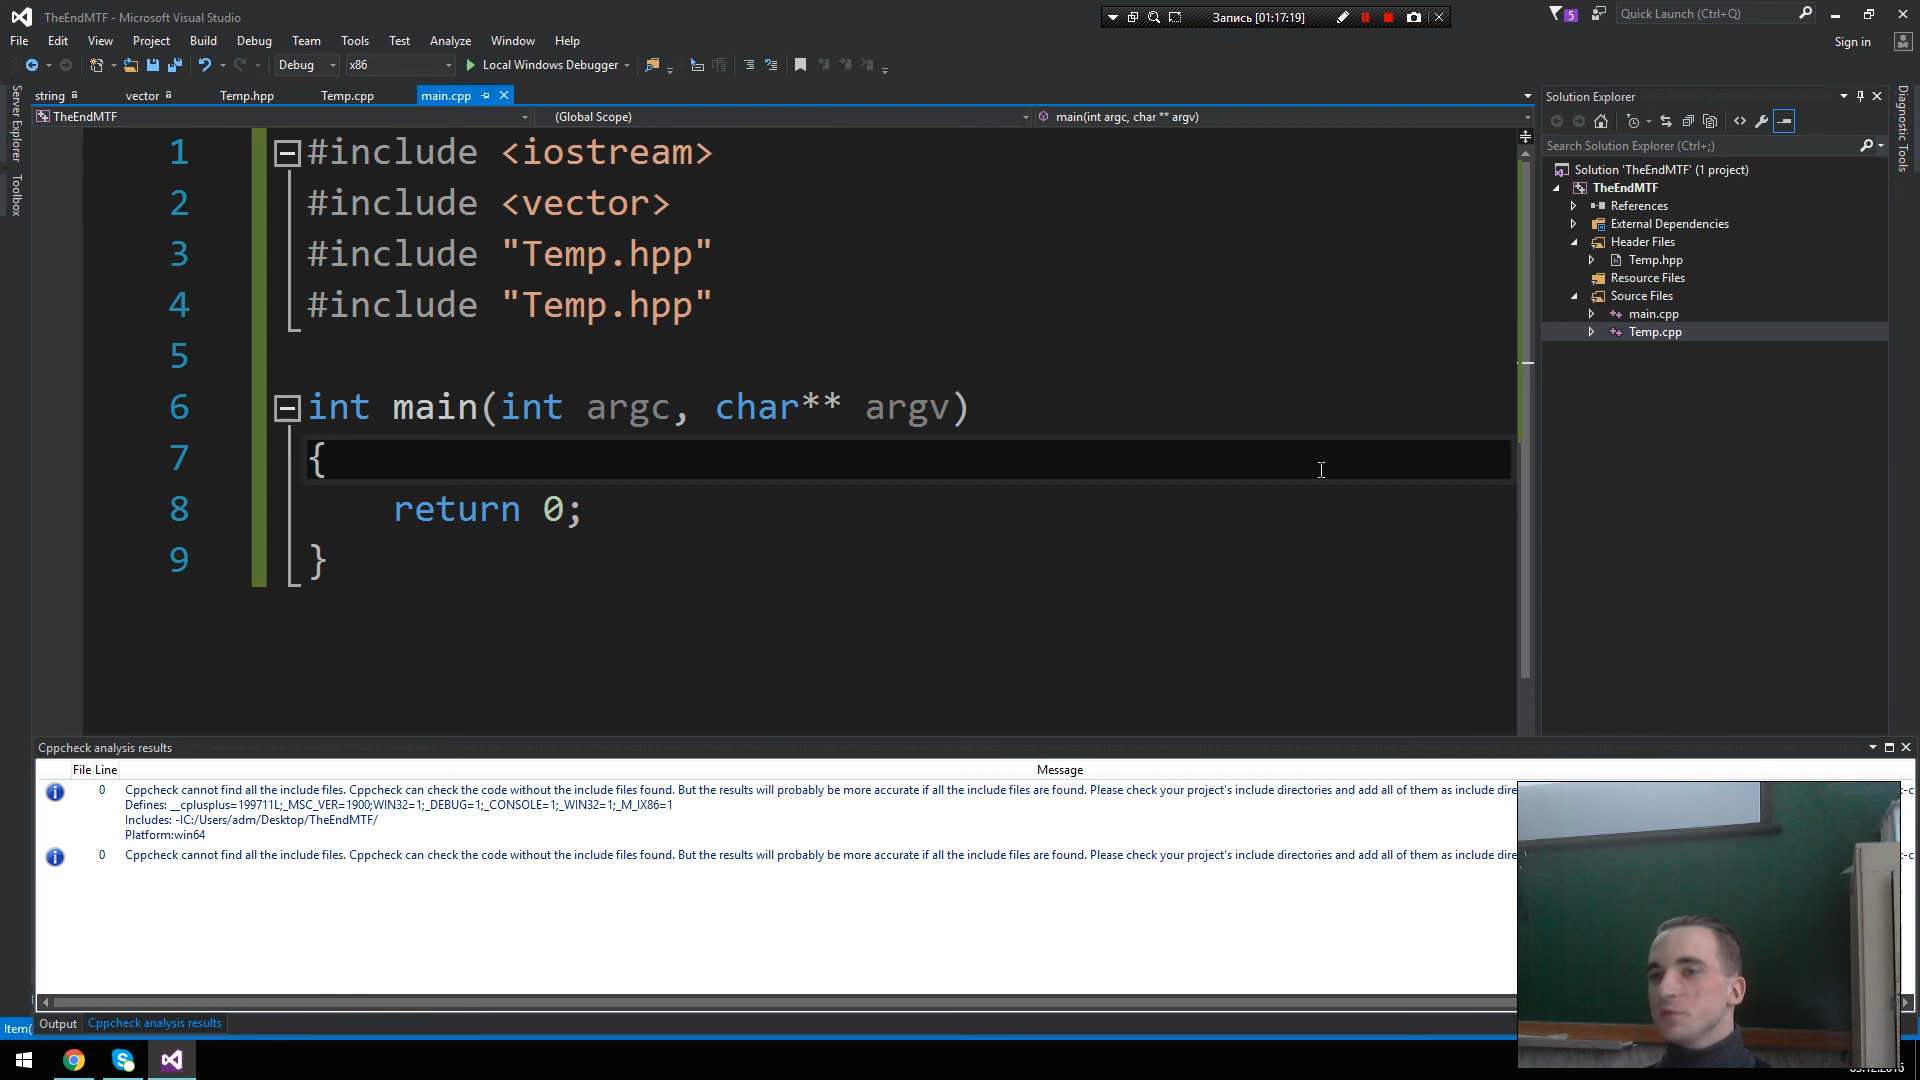 TheEndMTF - Microsoft Visual Studio
Запись [01:17:19]
5
Quick Launch (Ctrl+Q)
File Edit View Project Build Debug Team Tools Test Analyze Window Help
Sign in
Debug x86 Local Windows Debugger
Server Explorer
Toolbox
string vector Temp.hpp Temp.cpp main.cpp
TheEndMTF (Global Scope) main(int argc, char ** argv)
1 #include <iostream>
2 #include <vector>
3 #include "Temp.hpp"
4 #include "Temp.hpp"
5
6 int main(int argc, char** argv)
7 {
8 return 0;
9 }
Solution Explorer
Search Solution Explorer (Ctrl+;)
Solution 'TheEndMTF' (1 project)
TheEndMTF
References
External Dependencies
Header Files
Temp.hpp
Resource Files
Source Files
main.cpp
Temp.cpp
Diagnostic Tools
Cppcheck analysis results
File Line Message
0 Cppcheck cannot find all the include files. Cppcheck can check the code without the include files found. But the results will probably be more accurate if all the include files are found. Please check your project's include directories and add all of them as include dire
Defines: __cplusplus=199711L;_MSC_VER=1900;WIN32=1;_DEBUG=1;_CONSOLE=1;_WIN32=1;_M_IX86=1
Includes: -IC:/Users/adm/Desktop/TheEndMTF/
Platform:win64
0 Cppcheck cannot find all the include files. Cppcheck can check the code without the include files found. But the results will probably be more accurate if all the include files are found. Please check your project's include directories and add all of them as include dire
Output Cppcheck analysis results
Item(